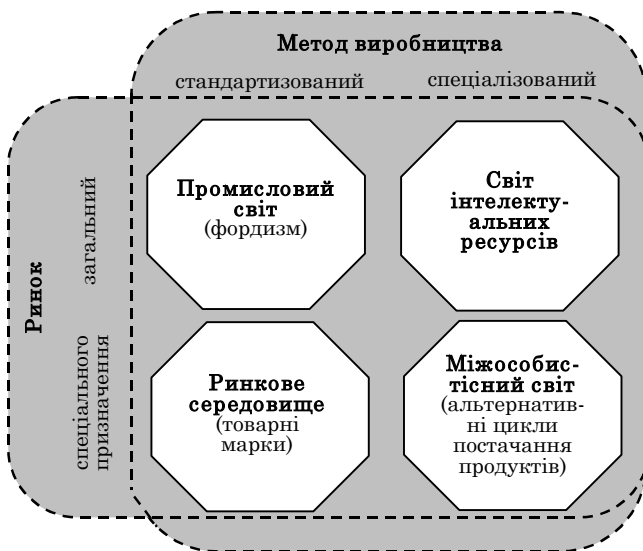 Метод виробництва
стандартизований
спеціалізований
Ринок
загальний
Промисловий
світ
(фордизм)
Світ
інтелекту-
альних
ресурсів
спеціального
призначення
Ринкове
середовище
(товарні
марки)
Міжособис-
тісний світ
(альтернатив-
ні цикли
постачання
продуктів)